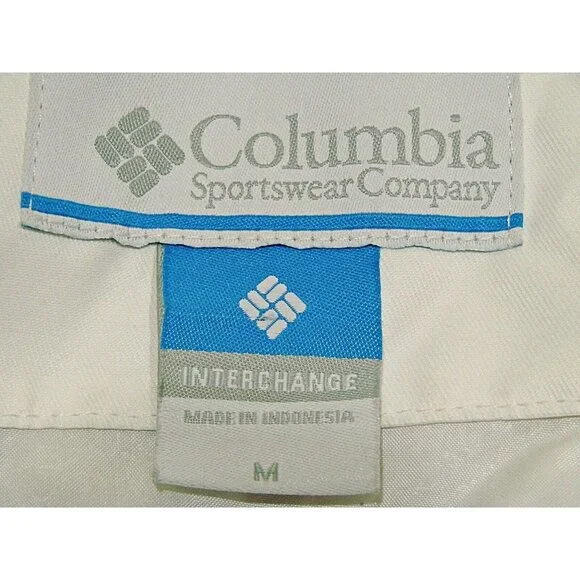 Columbia
Sportswear Company
INTERCHANGE
MADE IN INDONESIA
M